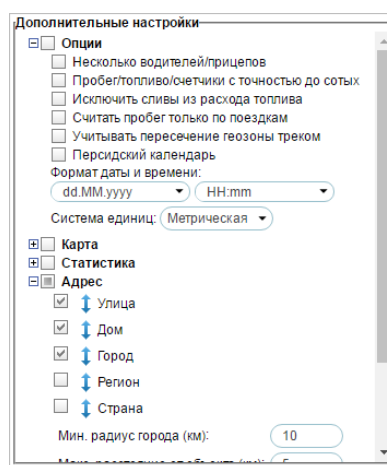 Дополнительные настройки
Опции
Несколько водителей/прицепов
Пробег/топливо/счетчики с точностью до сотых
Исключить сливы из расхода топлива
Считать пробег только по поездкам
Учитывать пересечение геозоны треком
Персидский календарь
Формат даты и времени:
dd.MM.yyyy HH:mm
Система единиц: Метрическая
Карта
Статистика
Адрес
Улица
Дом
Город
Регион
Страна
Мин. радиус города (км): 10